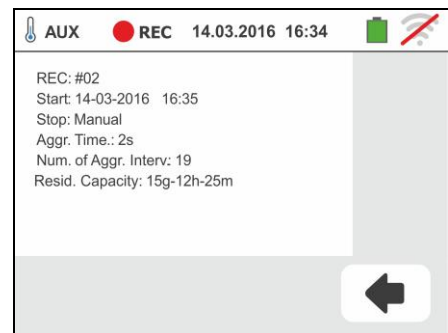 AUX REC 14.03.2016 16:34
REC: #02
Start: 14-03-2016 16:35
Stop: Manual
Aggr. Time.: 2s
Num. of Aggr. Interv.: 19
Resid. Capacity: 15g-12h-25m